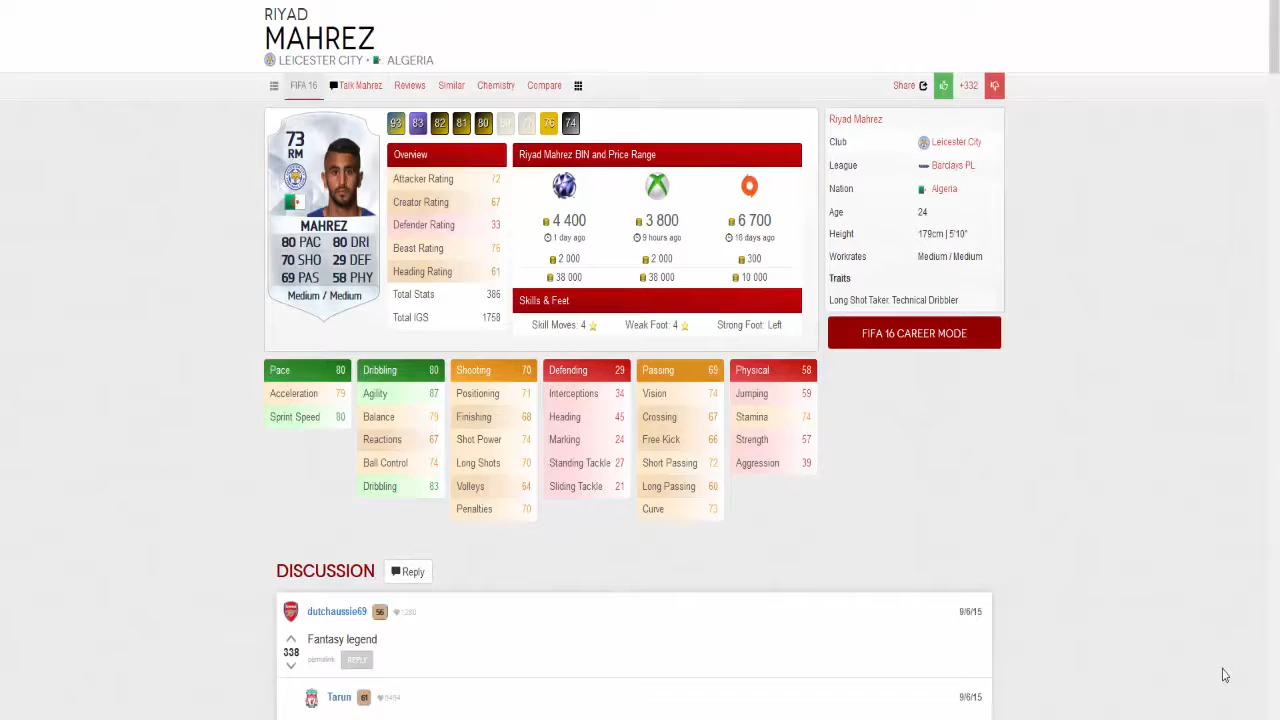 RIYAD
MAHREZ
LEICESTER CITY • ALGERIA
FIFA 16 Talk Mahrez Reviews Similar Chemistry Compare Share +332
73
RM
MAHREZ
80 PAC 80 DRI
70 SHO 29 DEF
69 PAS 58 PHY
Medium / Medium
93 83 82 81 80 76 74
Overview
Attacker Rating 72
Creator Rating 67
Defender Rating 33
Beast Rating 76
Heading Rating 61
Total Stats 386
Total IGS 1758
Riyad Mahrez BIN and Price Range
4 400 3 800 6 700
1 day ago 9 hours ago 16 days ago
2 000 2 000 300
38 000 38 000 10 000
Skills & Feet
Skill Moves: 4 Weak Foot: 4 Strong Foot: Left
Riyad Mahrez
Club Leicester City
League Barclays PL
Nation Algeria
Age 24
Height 179cm | 5'10"
Workrates Medium / Medium
Traits
Long Shot Taker, Technical Dribbler
FIFA 16 CAREER MODE
Pace 80
Acceleration 79
Sprint Speed 80
Dribbling 80
Agility 87
Balance 79
Reactions 67
Ball Control 74
Dribbling 83
Shooting 70
Positioning 71
Finishing 68
Shot Power 74
Long Shots 70
Volleys 64
Penalties 70
Defending 29
Interceptions 34
Heading 45
Marking 24
Standing Tackle 27
Sliding Tackle 21
Passing 69
Vision 74
Crossing 67
Free Kick 66
Short Passing 72
Long Passing 60
Curve 73
Physical 58
Jumping 59
Stamina 74
Strength 57
Aggression 39
DISCUSSION Reply
dutchaussie69 56 1280 9/6/15
Fantasy legend
338
permalink REPLY
Tarun 61 9/6/15